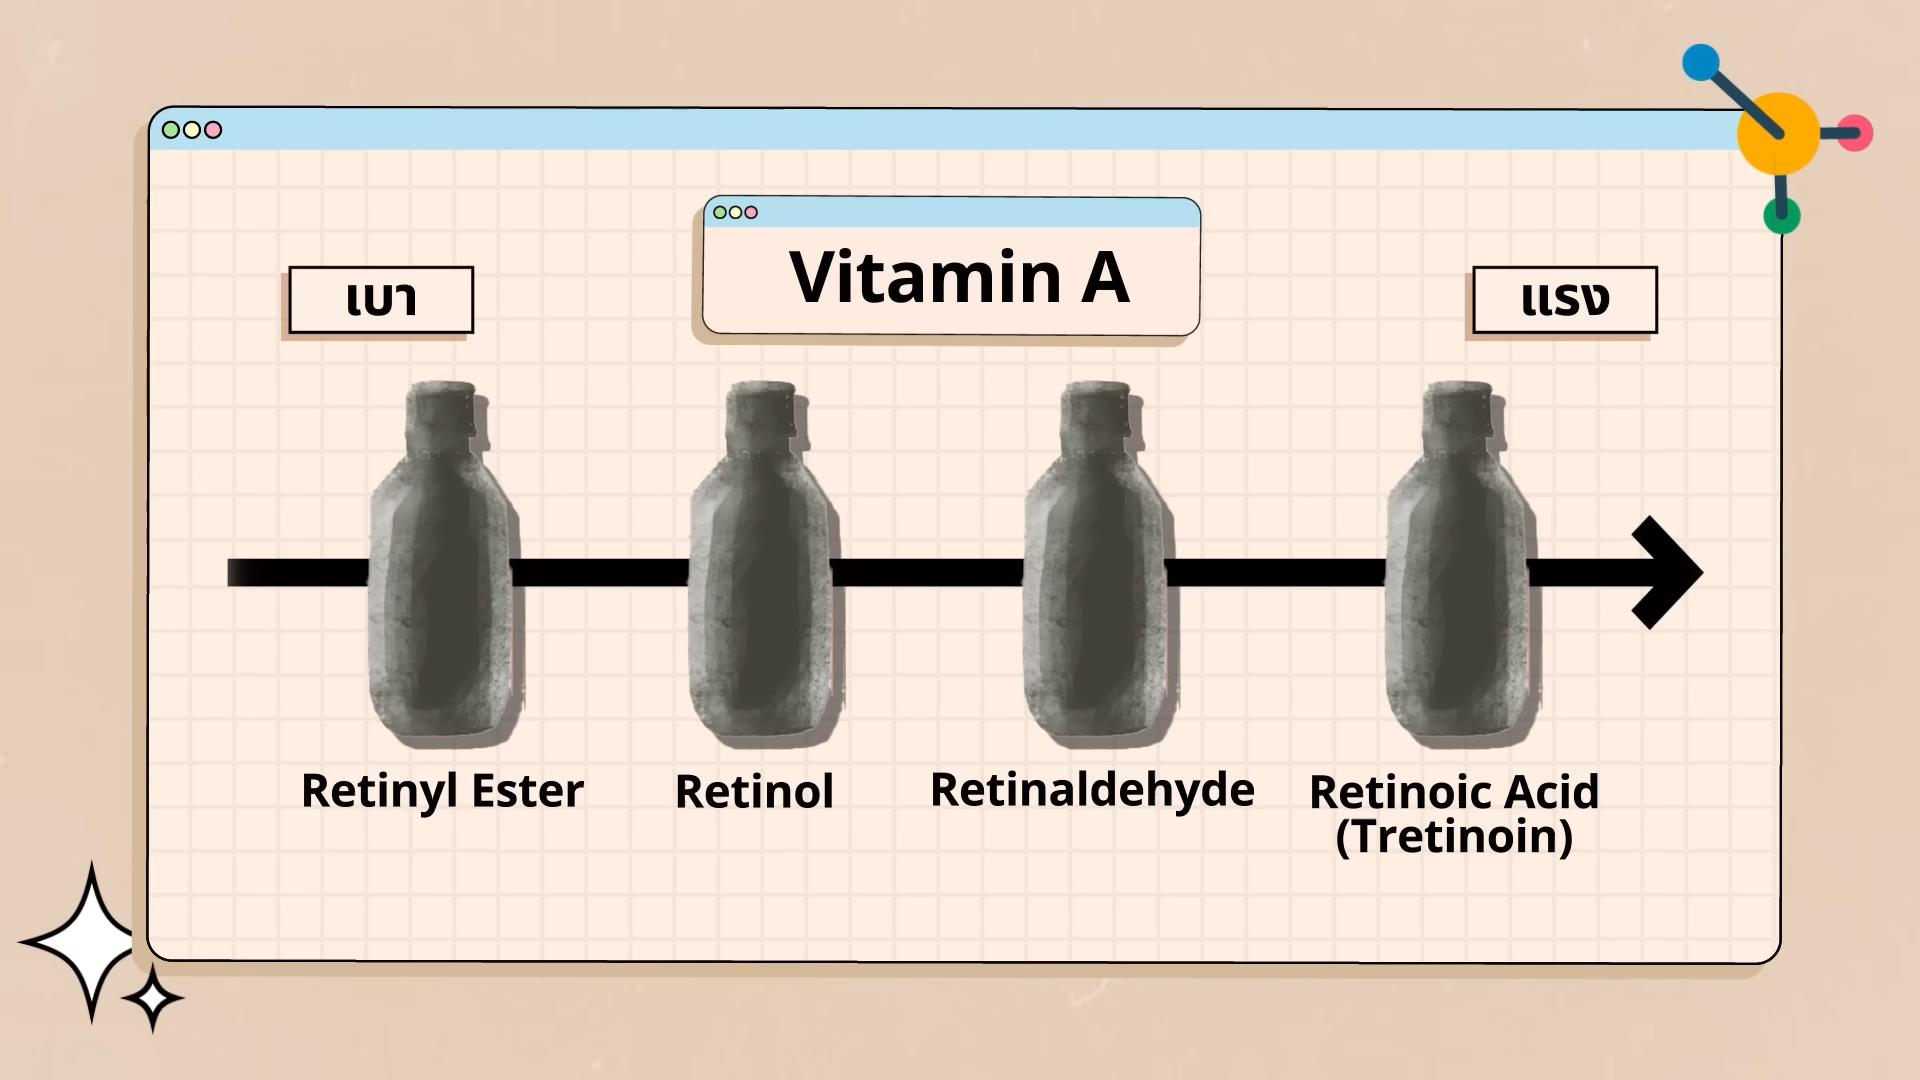 Vitamin A
เบา
แรง
Retinyl Ester
Retinol
Retinaldehyde
Retinoic Acid
(Tretinoin)